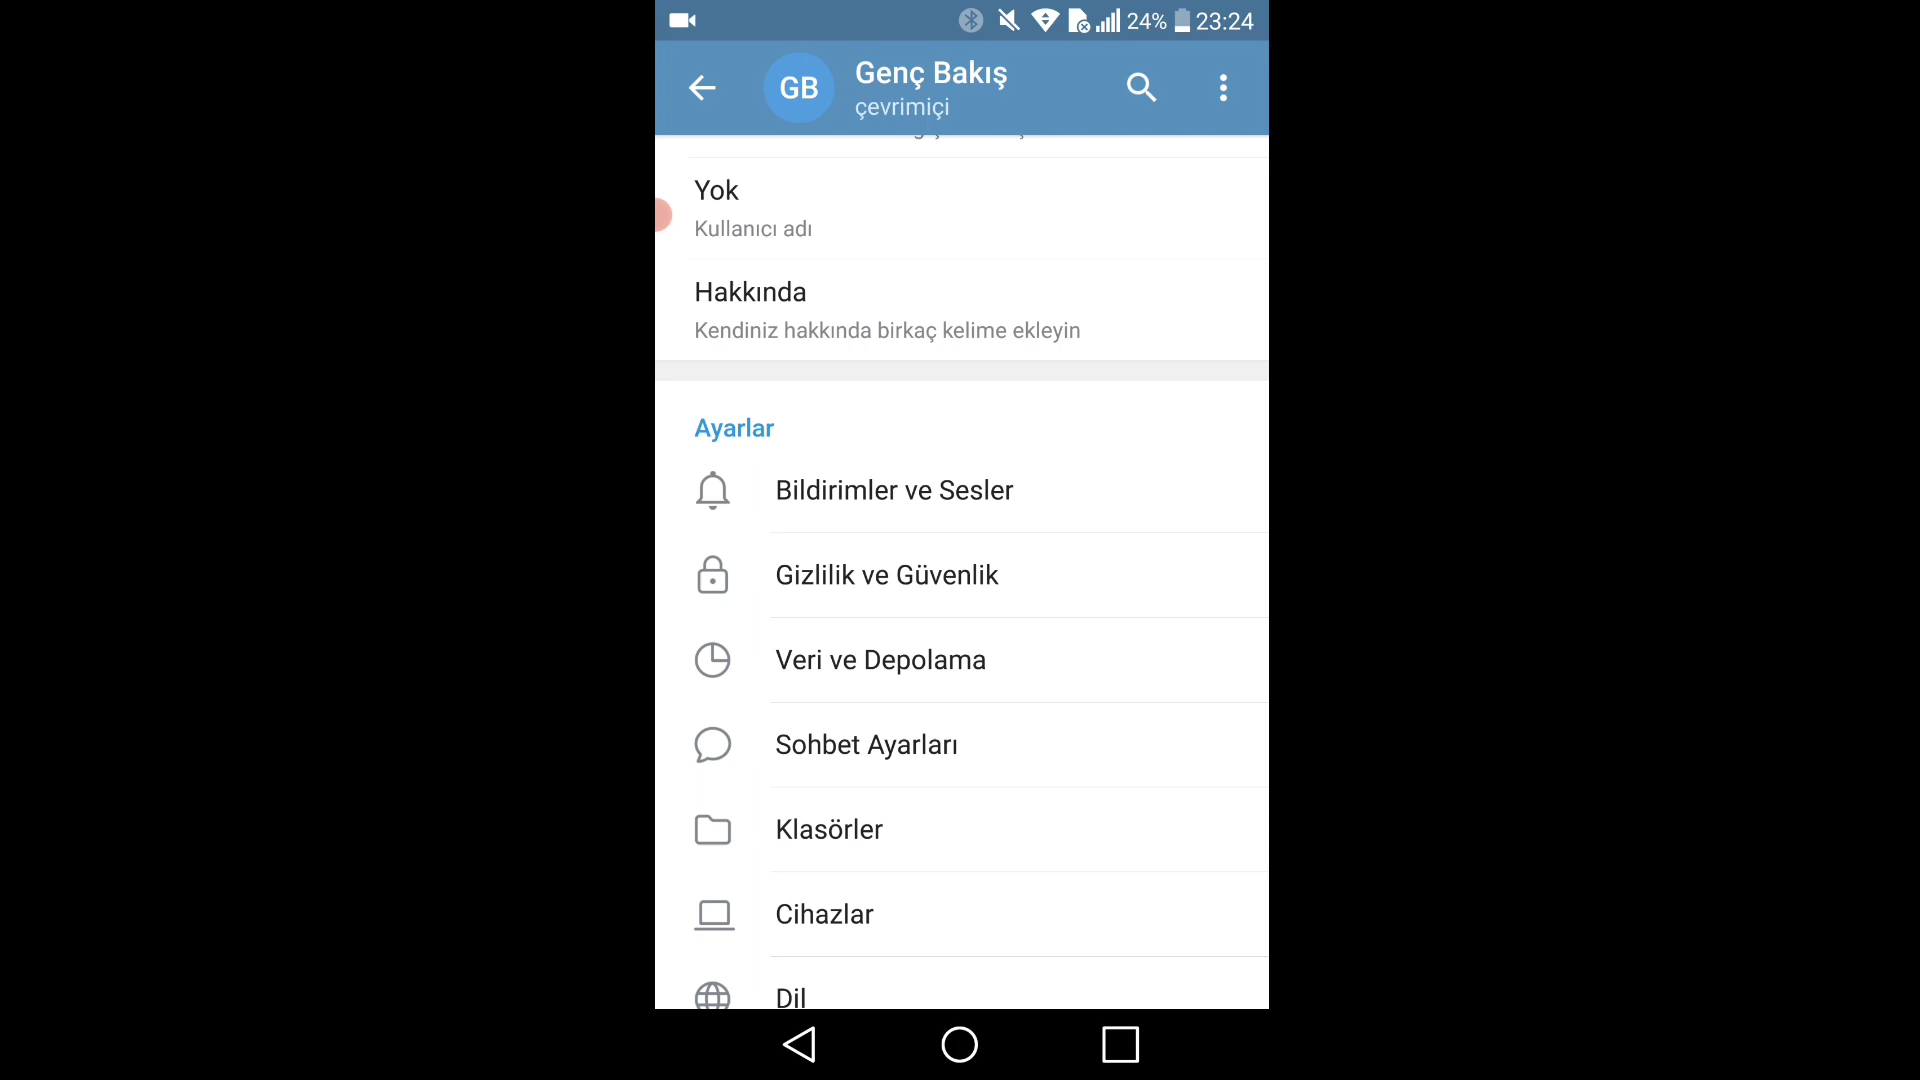 24% 23:24
GB
Genç Bakış
çevrimiçi
Yok
Kullanıcı adı
Hakkında
Kendiniz hakkında birkaç kelime ekleyin
Ayarlar
Bildirimler ve Sesler
Gizlilik ve Güvenlik
Veri ve Depolama
Sohbet Ayarları
Klasörler
Cihazlar
Dil